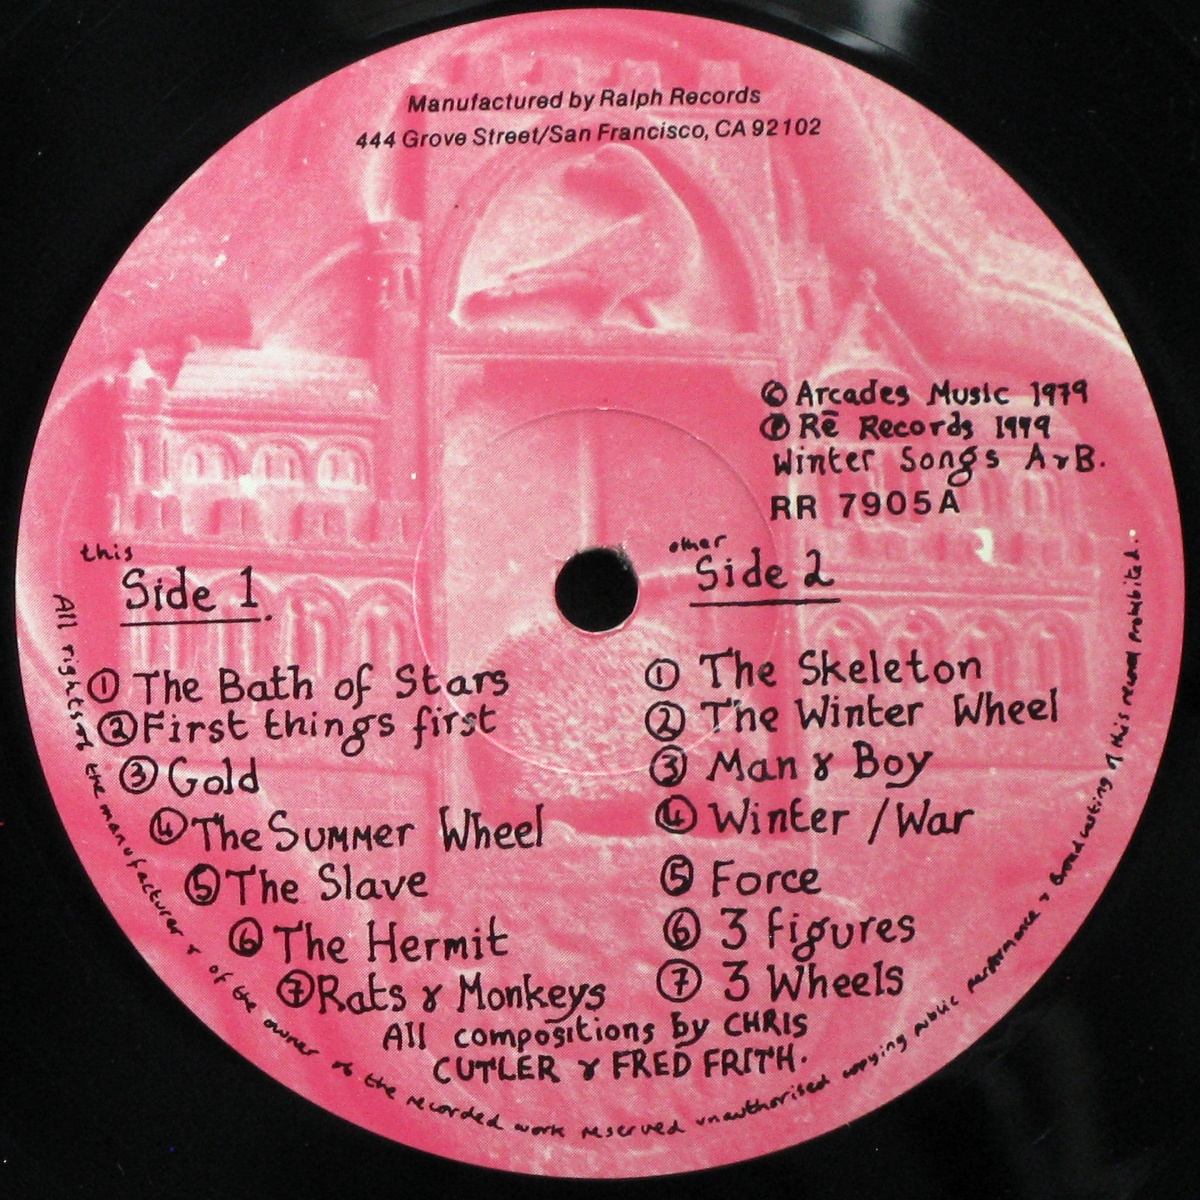 Manufactured by Ralph Records
444 Grove Street/San Francisco, CA 92102
© Arcades Music 1979
℗ Rē Records 1979
Winter Songs A & B.
RR 7905A
this
Side 1.
① The Bath of Stars
② First things first
③ Gold
④ The Summer Wheel
⑤ The Slave
⑥ The Hermit
⑦ Rats & Monkeys
other
Side 2
① The Skeleton
② The Winter Wheel
③ Man & Boy
④ Winter / War
⑤ Force
⑥ 3 figures
⑦ 3 Wheels
All compositions by CHRIS
CUTLER & FRED FRITH.
All rights of the manufacturer & of the owner of the recorded work reserved unauthorised copying public performance & Broadcasting of this record Prohibited.